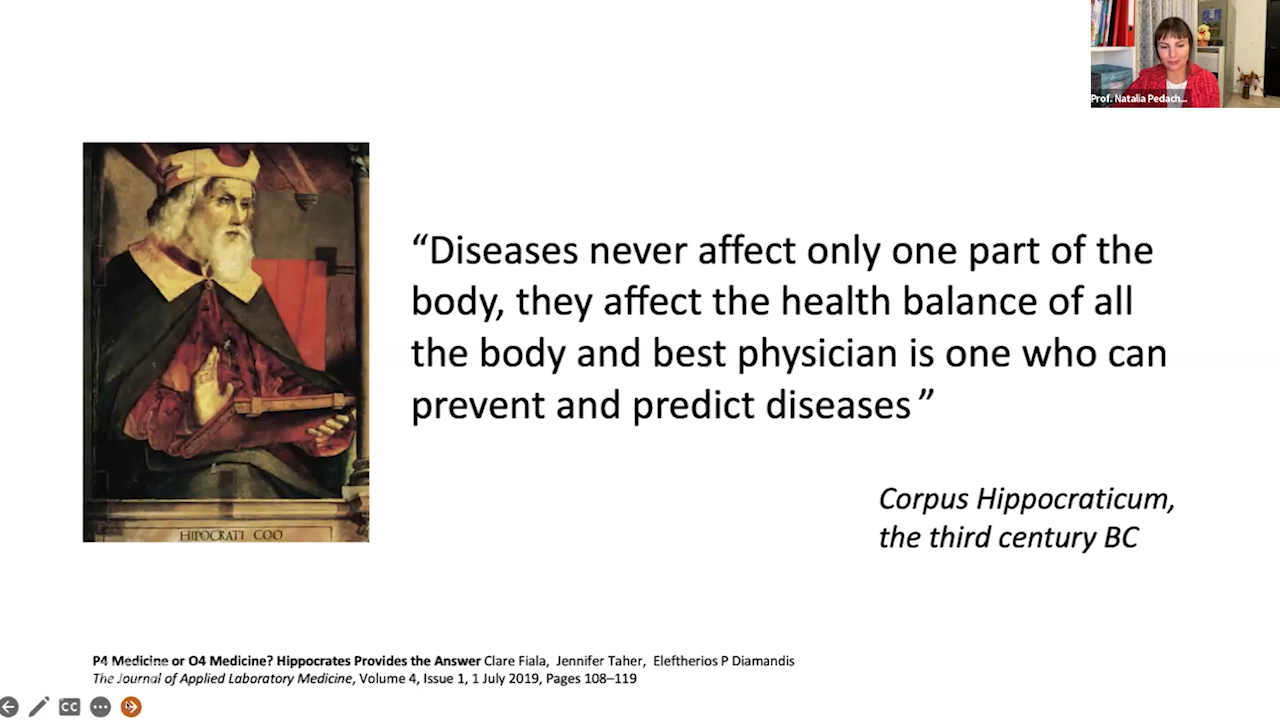 Prof. Natalia Pedach...
“Diseases never affect only one part of the
body, they affect the health balance of all
the body and best physician is one who can
prevent and predict diseases”
Corpus Hippocraticum,
the third century BC
HIPOCRATI COO
P4 Medicine or O4 Medicine? Hippocrates Provides the Answer Clare Fiala, Jennifer Taher, Eleftherios P Diamandis
The Journal of Applied Laboratory Medicine, Volume 4, Issue 1, 1 July 2019, Pages 108–119
CC